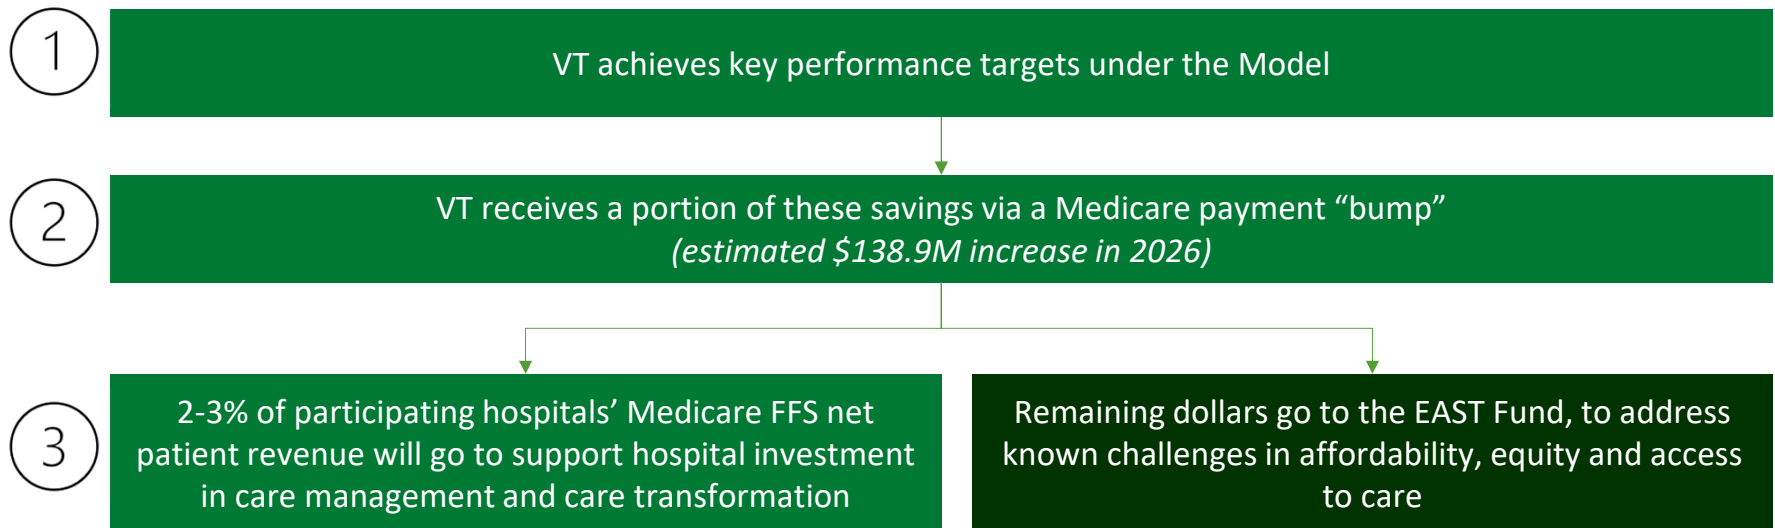 1
VT achieves key performance targets under the Model
2
VT receives a portion of these savings via a Medicare payment “bump”
(estimated $138.9M increase in 2026)
3
2-3% of participating hospitals’ Medicare FFS net
patient revenue will go to support hospital investment
in care management and care transformation
Remaining dollars go to the EAST Fund, to address
known challenges in affordability, equity and access
to care